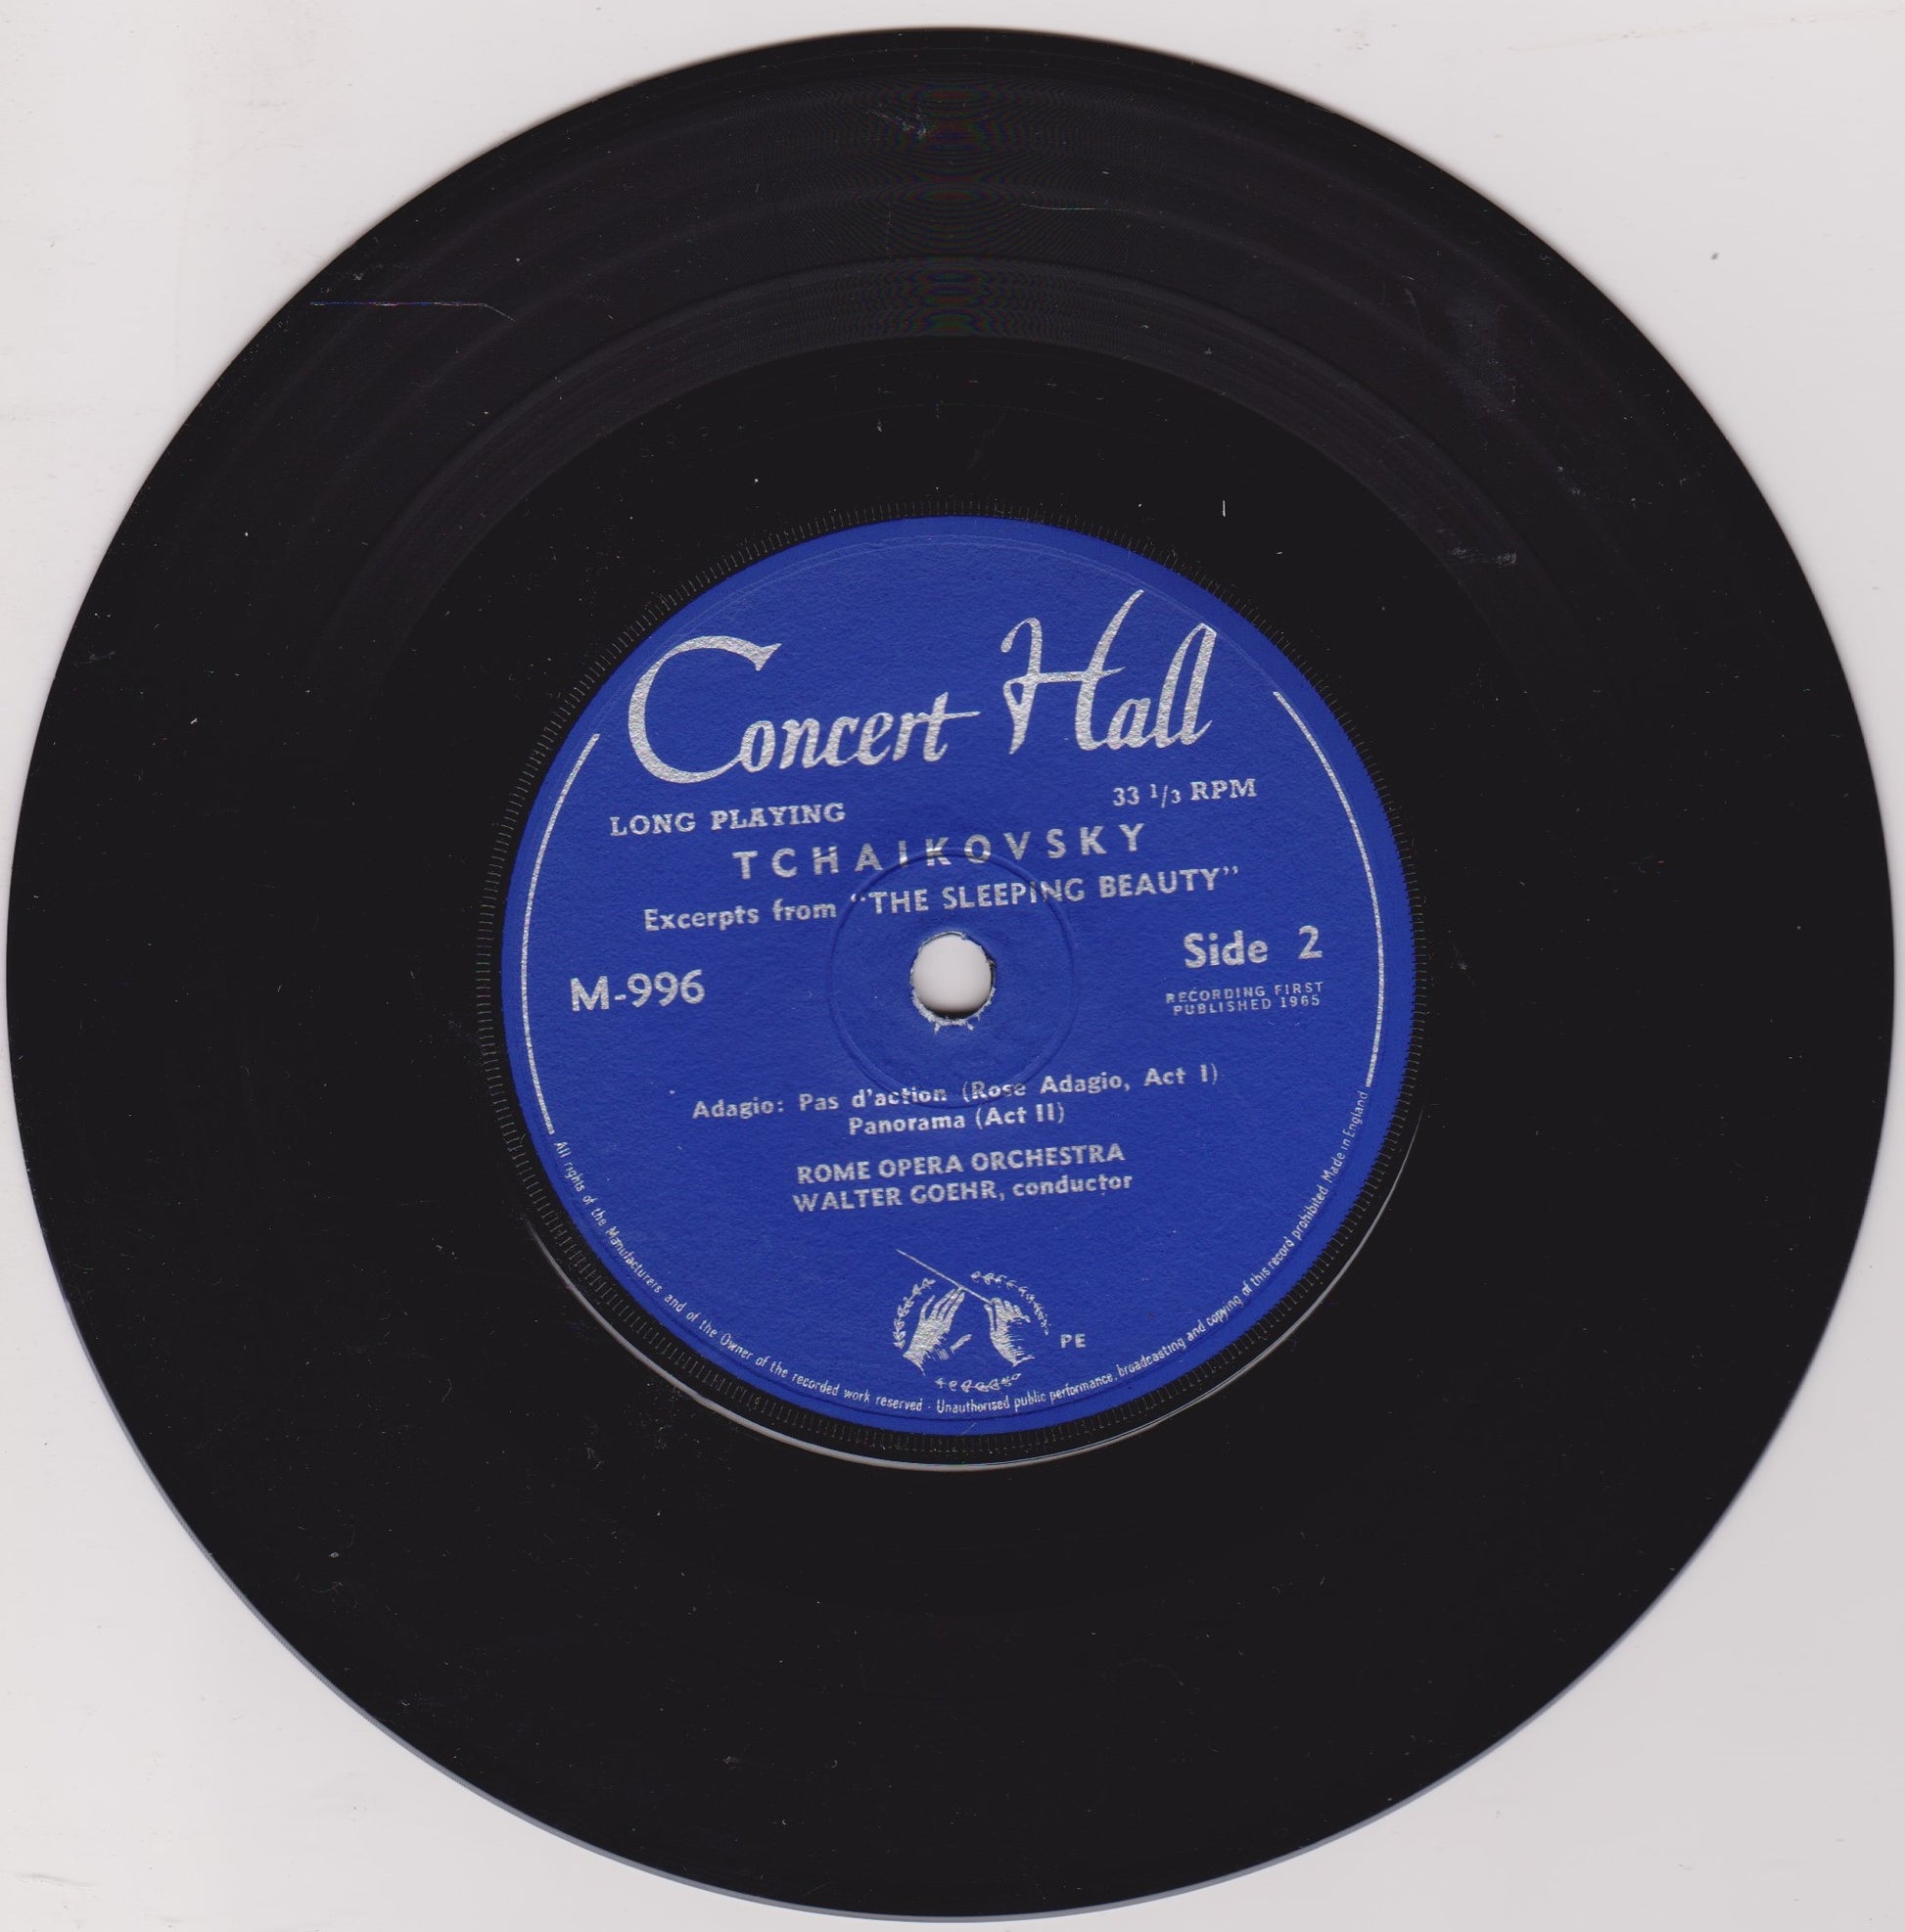 Concert Hall
LONG PLAYING 33 1/3 RPM
TCHAIKOVSKY
Excerpts from “THE SLEEPING BEAUTY”
M-996
Side 2
RECORDING FIRST
PUBLISHED 1965
Adagio: Pas d'action (Rose Adagio, Act I)
Panorama (Act II)
ROME OPERA ORCHESTRA
WALTER GOEHR, conductor
PE
All rights of the Manufacturers and of the Owner of the recorded work reserved - Unauthorised public performance, broadcasting and copying of this record prohibited Made in England